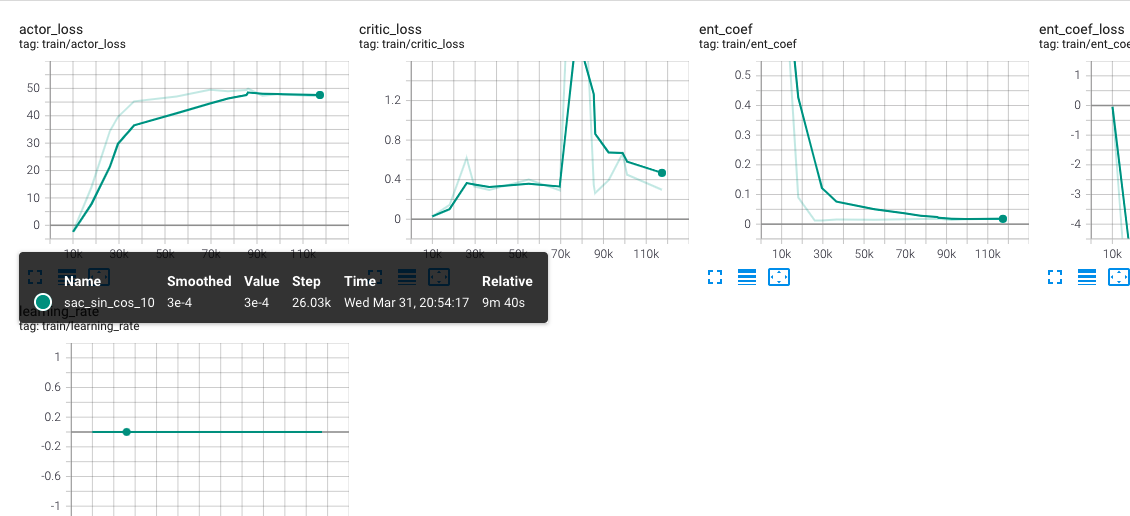 actor_loss
tag: train/actor_loss
50
40
30
20
10
0
10k 30k 50k 70k 90k 110k
critic_loss
tag: train/critic_loss
1.2
0.8
0.4
0
10k 30k 50k 70k 90k 110k
ent_coef
tag: train/ent_coef
0.5
0.4
0.3
0.2
0.1
0
10k 30k 50k 70k 90k 110k
ent_coef_loss
tag: train/ent_coe
1
0
-1
-2
-3
-4
10k
Name Smoothed Value Step Time Relative
sac_sin_cos_10 3e-4 3e-4 26.03k Wed Mar 31, 20:54:17 9m 40s
learning_rate
tag: train/learning_rate
1
0.6
0.2
-0.2
-0.6
-1